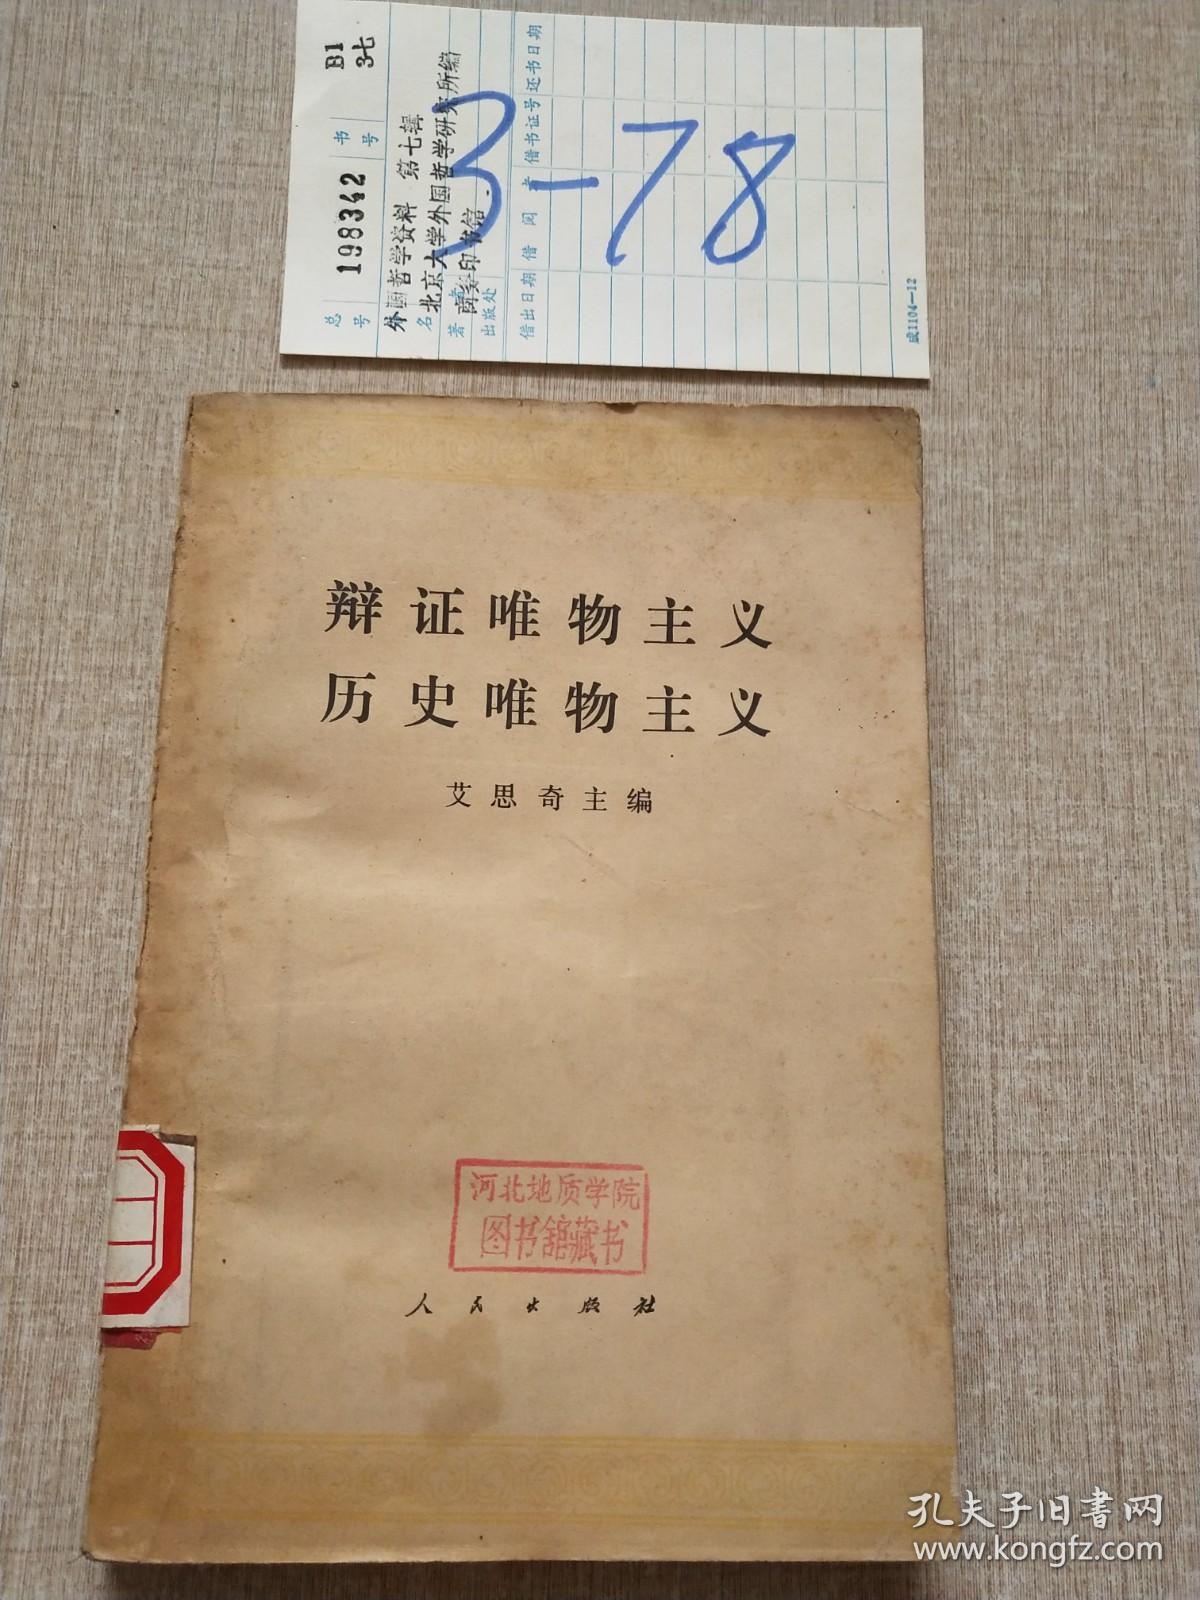 总号 198342 书号 B1 3七
外国哲学资料 第七辑
名 北京大学外国哲学研究所编
著者
出版处 商务印书馆
借出日期 借阅者 借书证号 还书日期
咸1104—12
3-78
辩证唯物主义
历史唯物主义
艾思奇主编
河北地质学院
图书舘藏书
人民出版社
孔夫子旧书网
www.kongfz.com